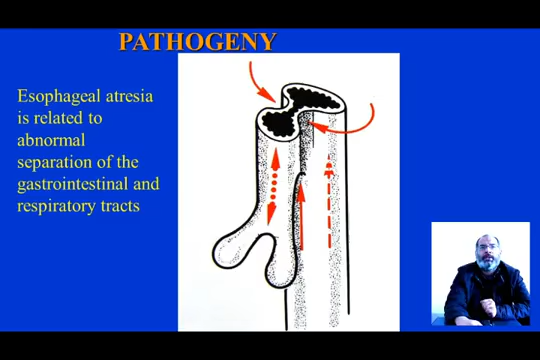 PATHOGENY
Esophageal atresia
is related to
abnormal
separation of the
gastrointestinal and
respiratory tracts